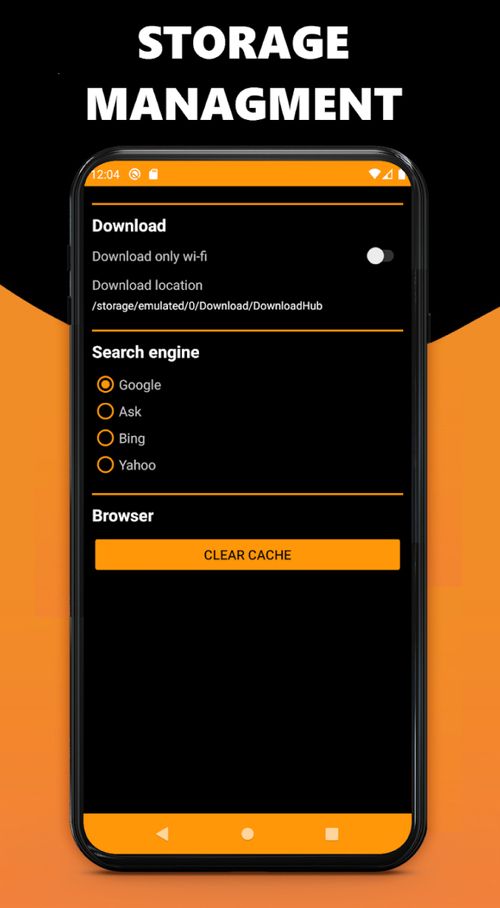 STORAGE
MANAGMENT
12:04
Download
Download only wi-fi
Download location
/storage/emulated/0/Download/DownloadHub
Search engine
Google
Ask
Bing
Yahoo
Browser
CLEAR CACHE